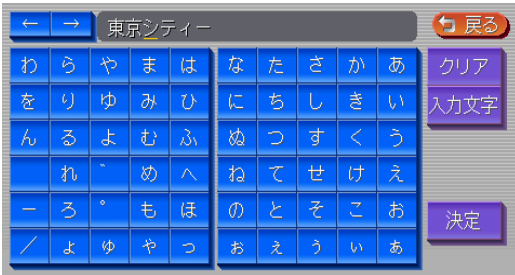 ← → 東京シティー 戻る
わ ら や ま は な た さ か あ クリア
を り ゆ み ひ に ち し き い 入力文字
ん る よ む ふ ぬ つ す く う
れ ゛ め へ ね て せ け え
ー ろ ゜ も ほ の と そ こ お 決定
／ ょ ゅ ゃ っ ぉ ぇ ぅ ぃ ぁ